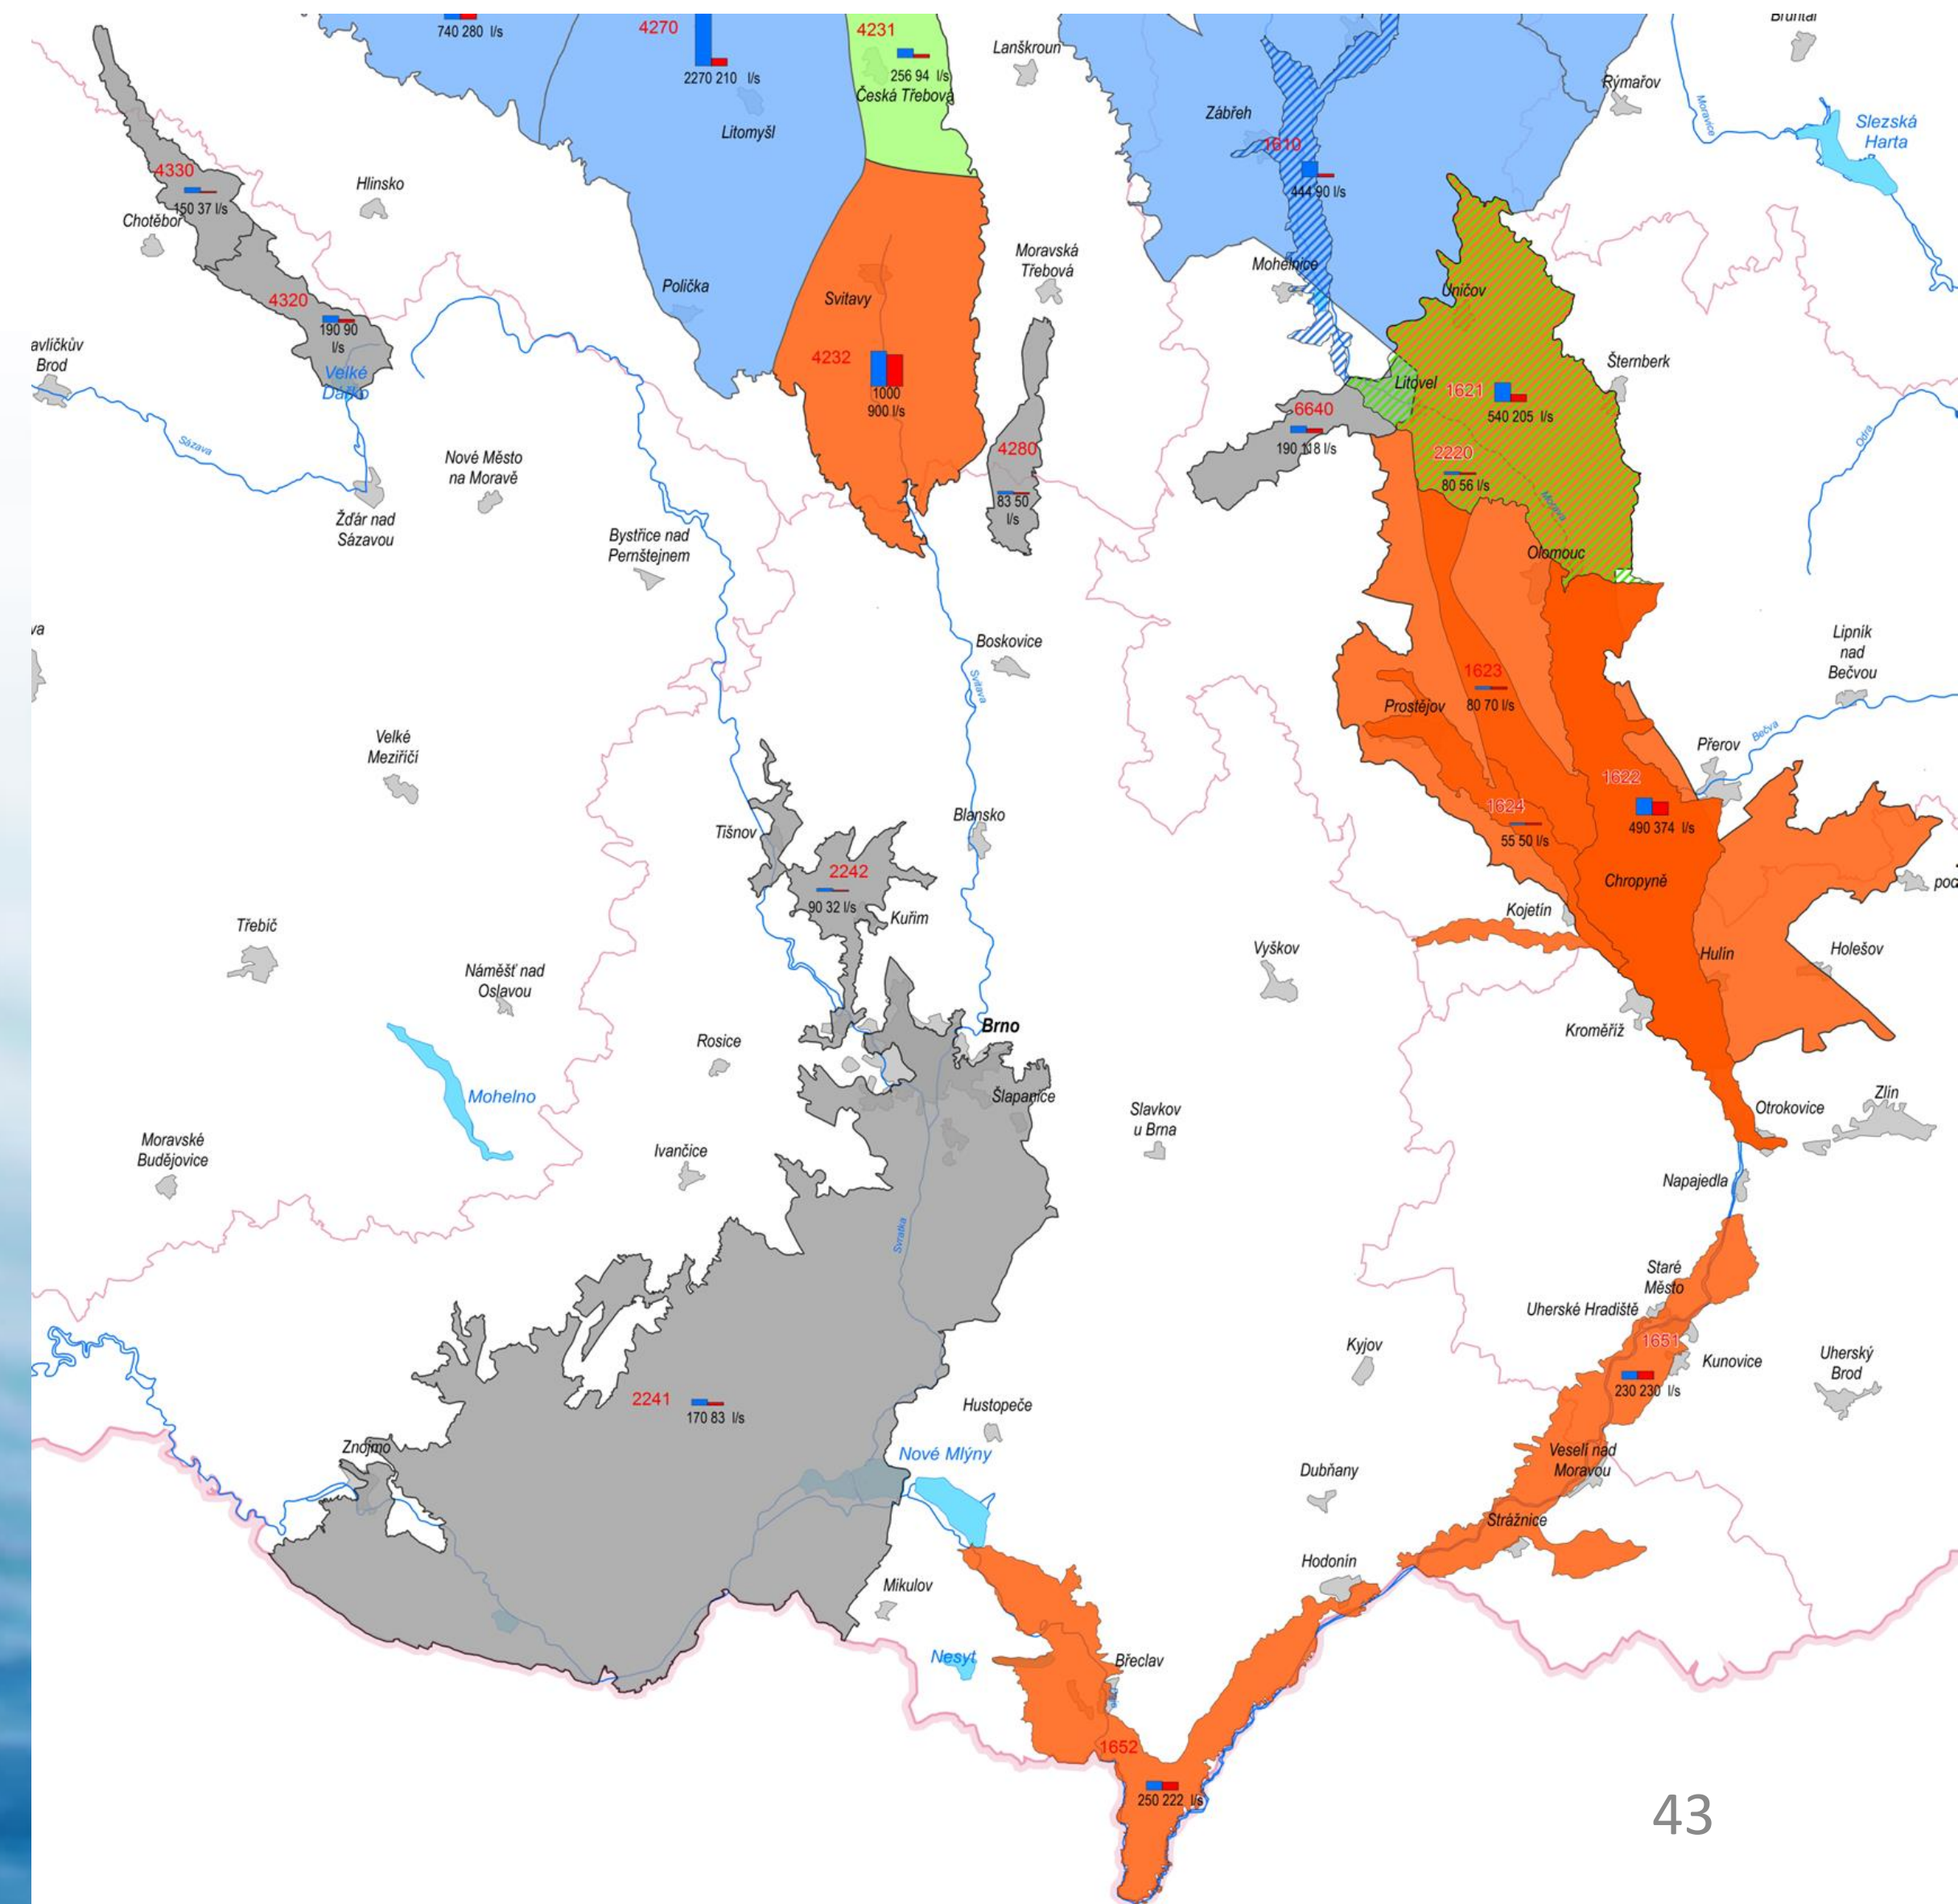 740 280 l/s
4270
2270 210 l/s
4231
256 94 l/s
Česká Třebová
Lanškroun
Litomyšl
Zábřeh
1610
444 90 l/s
Rýmařov
Moravice
Slezská
Harta
4330
150 37 l/s
Hlinsko
Chotěboř
4320
190 90
l/s
Velké
Dářko
Polička
Svitavy
Moravská
Třebová
Mohelnice
Uničov
4232
1000
900 l/s
avlíčkův
Brod
Šternberk
Litovel
1621
540 205 l/s
6640
190 118 l/s
Sázava
Nové Město
na Moravě
4280
83 50
l/s
2220
80 56 l/s
Odra
Morava
Žďár nad
Sázavou
Bystřice nad
Pernštejnem
Olomouc
va
Boskovice
Svitava
Lipník
nad
Bečvou
1623
80 70 l/s
Prostějov
Velké
Meziříčí
Bečva
Přerov
1622
490 374 l/s
1624
55 50 l/s
Tišnov
Blansko
2242
90 32 l/s
Kuřim
Chropyně
poc
Třebíč
Kojetín
Vyškov
Hulín
Holešov
Náměšť nad
Oslavou
Rosice
Brno
Kroměříž
Mohelno
Šlapanice
Slavkov
u Brna
Otrokovice
Zlín
Moravské
Budějovice
Ivančice
Napajedla
Svratka
Staré
Město
Uherské Hradiště
1651
230 230 l/s
Kyjov
Kunovice
Uherský
Brod
2241
170 83 l/s
Hustopeče
Znojmo
Nové Mlýny
Dubňany
Veselí nad
Moravou
Strážnice
Hodonín
Mikulov
Nesyt
Břeclav
1652
250 222 l/s
43